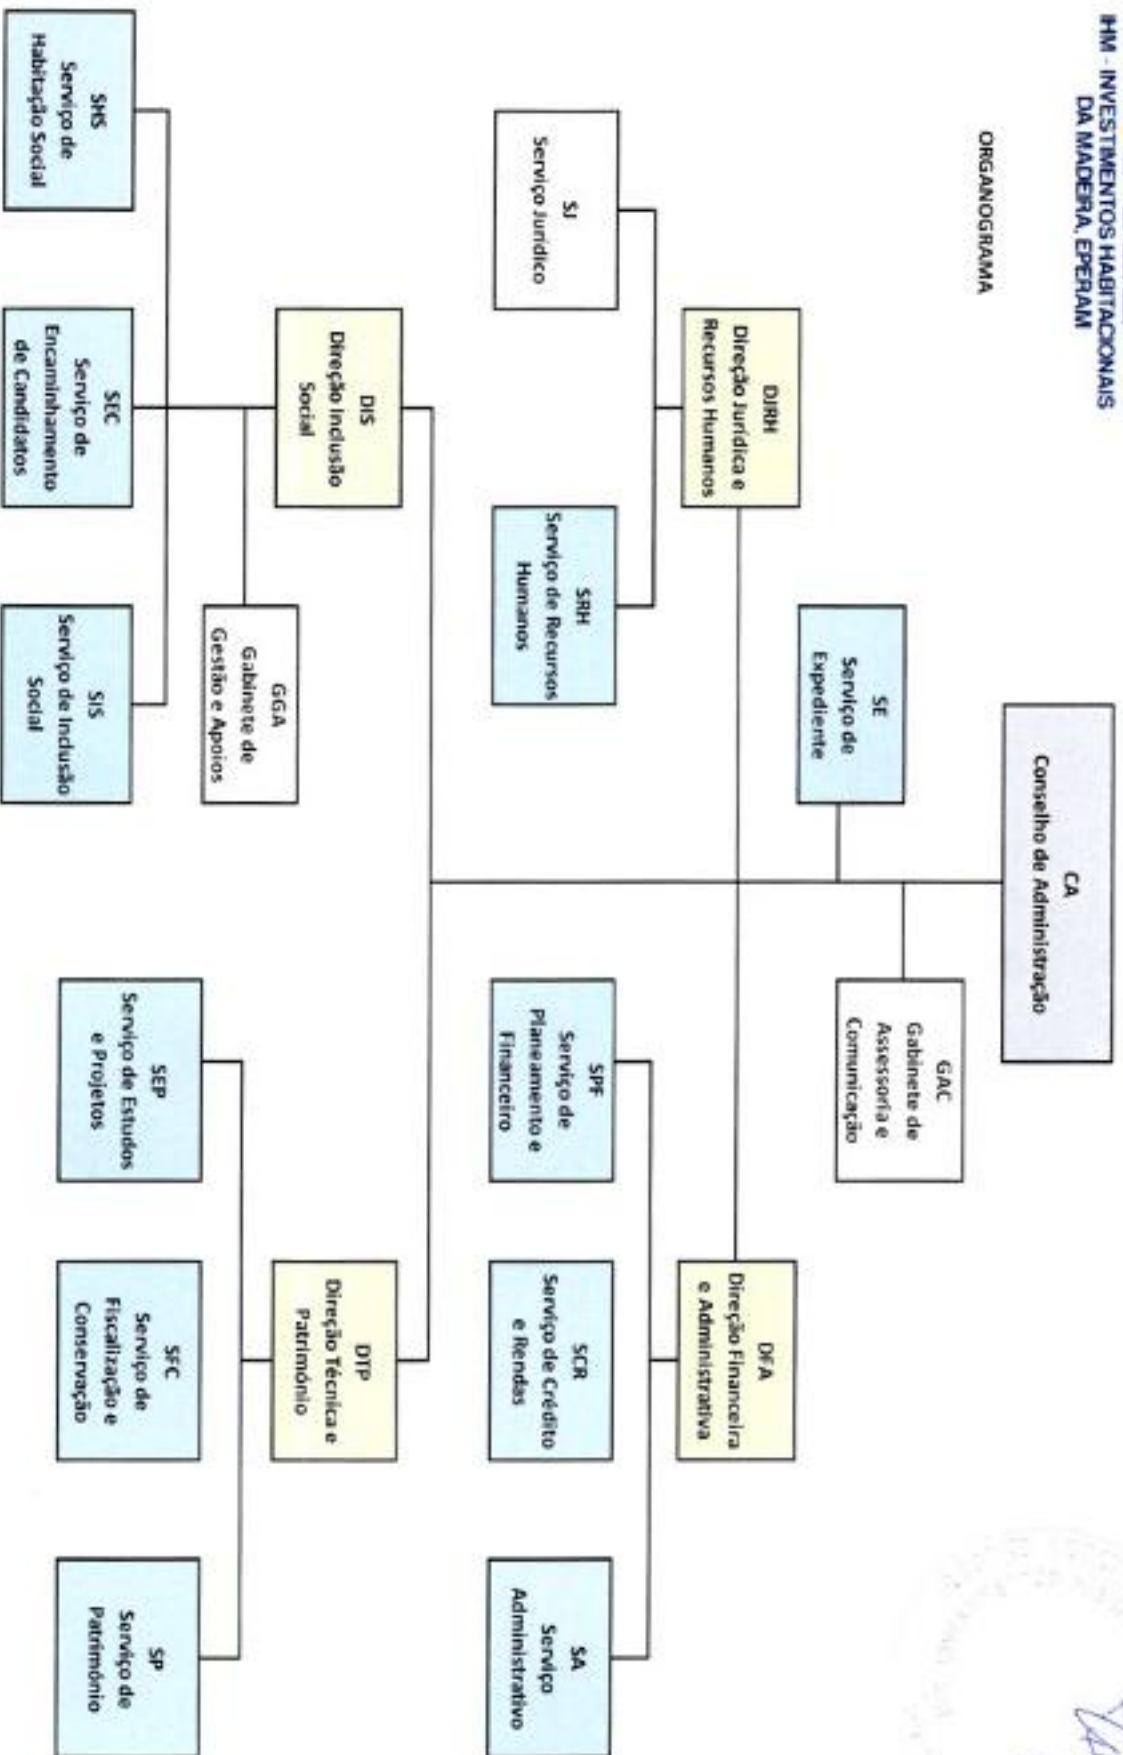 IHM - INVESTIMENTOS HABITACIONAIS
DA MADEIRA, EPERAM
ORGANOGRAMA
CA
Conselho de Administração
GAC
Gabinete de
Assessoria e
Comunicação
SE
Serviço de
Expediente
DJRH
Direção Jurídica e
Recursos Humanos
DFA
Direção Financeira
e Administrativa
SJ
Serviço Jurídico
SRH
Serviço de Recursos
Humanos
SPF
Serviço de
Planeamento e
Financeiro
SCR
Serviço de Crédito
e Rendas
SA
Serviço
Administrativo
DIS
Direção Inclusão
Social
DTP
Direção Técnica e
Património
GGA
Gabinete de
Gestão e Apoios
SHS
Serviço de
Habitação Social
SEC
Serviço de
Encaminhamento
de Candidatos
SIS
Serviço de Inclusão
Social
SEP
Serviço de Estudos
e Projetos
SFC
Serviço de
Fiscalização e
Conservação
SP
Serviço de
Património